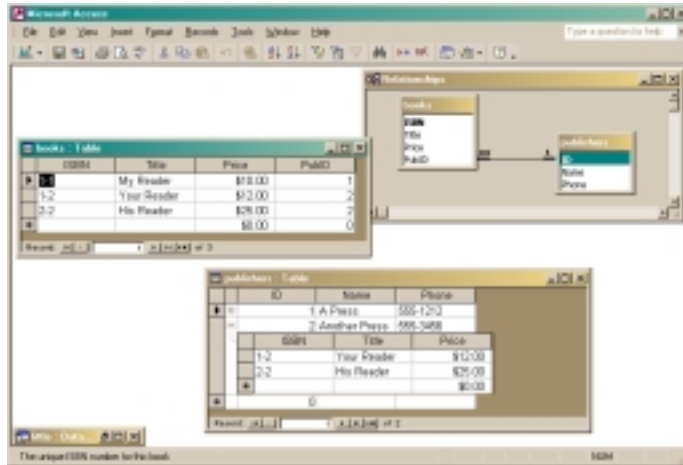 Microsoft Access
File Edit View Insert Format Records Tools Window Help
Type a question for help
Relationships
books
ISBN
Title
Price
PubID
publishers
ID
Name
Phone
books : Table
ISBN Title Price PubID
1-1 My Reader $10.00 1
1-2 Your Reader $12.00 2
2-2 His Reader $25.00 2
$0.00 0
Record: 1 of 3
publishers : Table
ID Name Phone
1 A Press 555-1212
2 Another Press 555-3456
ISBN Title Price
1-2 Your Reader $12.00
2-2 His Reader $25.00
$0.00
0
Record: 1 of 2
: Data...
The unique ISBN number for this book
NUM